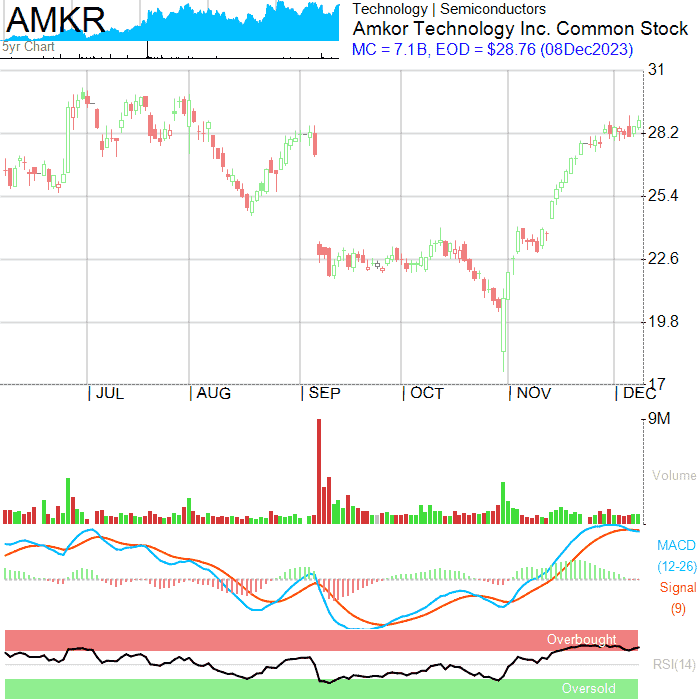 AMKR
5yr Chart
Technology | Semiconductors
Amkor Technology Inc. Common Stock
MC = 7.1B, EOD = $28.76 (08Dec2023)
31
28.2
25.4
22.6
19.8
17
JUL
AUG
SEP
OCT
NOV
DEC
9M
Volume
MACD
(12-26)
Signal
(9)
Overbought
RSI(14)
Oversold